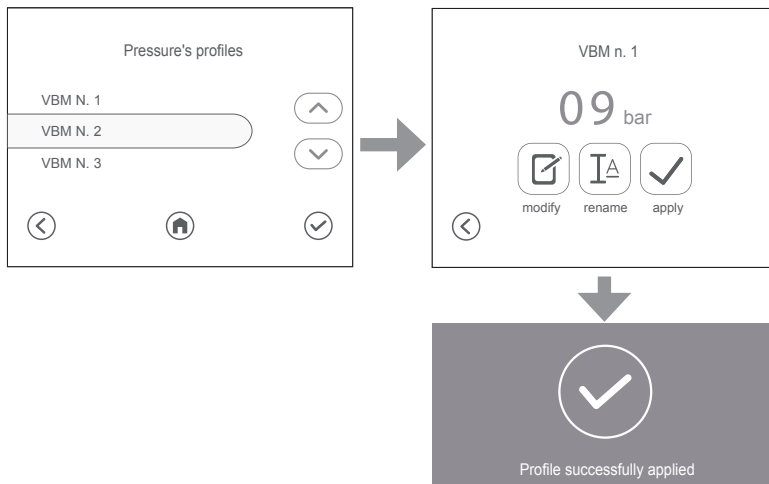 Pressure's profiles
VBM N. 1
VBM N. 2
VBM N. 3
VBM n. 1
09 bar
A
modify rename apply
Profile successfully applied